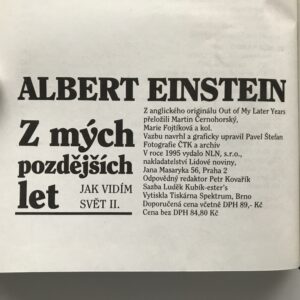 ALBERT EINSTEIN
Z mých
pozdějších
let
JAK VIDÍM
SVĚT II.
Z anglického originálu Out of My Later Years
přeložili Martin Černohorský,
Marie Fojtíková a kol.
Vazbu navrhl a graficky upravil Pavel Štefan
Fotografie ČTK a archiv
V roce 1995 vydalo NLN, s.r.o.,
nakladatelství Lidové noviny,
Jana Masaryka 56, Praha 2
Odpovědný redaktor Petr Kovařík
Sazba Luděk Kubík-ester's
Vytiskla Tiskárna Spektrum, Brno
Doporučená cena včetně DPH 89,- Kč
Cena bez DPH 84,80 Kč